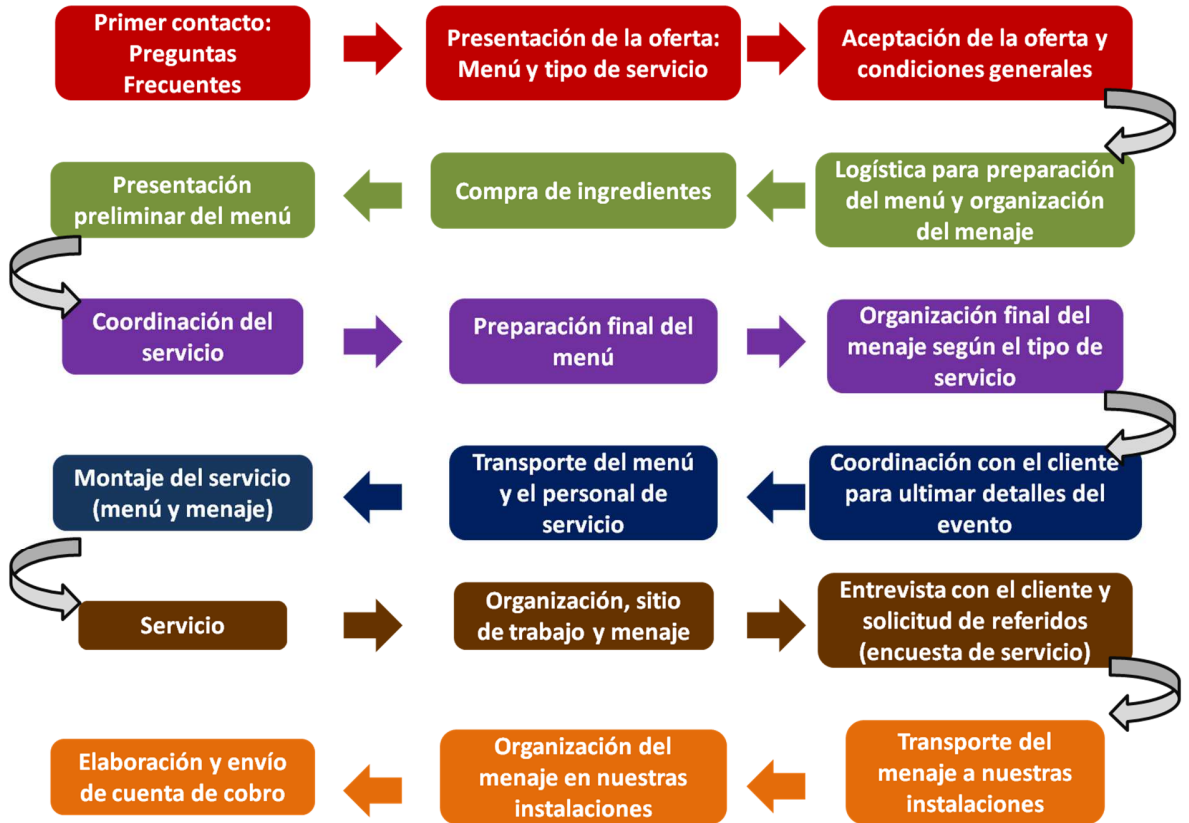 Primer contacto:
Preguntas
Frecuentes
Presentación de la oferta:
Menú y tipo de servicio
Aceptación de la oferta y
condiciones generales
Logística para preparación
del menú y organización
del menaje
Compra de ingredientes
Presentación
preliminar del menú
Coordinación del
servicio
Preparación final del
menú
Organización final del
menaje según el tipo de
servicio
Coordinación con el cliente
para ultimar detalles del
evento
Transporte del menú
y el personal de
servicio
Montaje del servicio
(menú y menaje)
Servicio
Organización, sitio
de trabajo y menaje
Entrevista con el cliente y
solicitud de referidos
(encuesta de servicio)
Transporte del
menaje a nuestras
instalaciones
Organización del
menaje en nuestras
instalaciones
Elaboración y envío
de cuenta de cobro